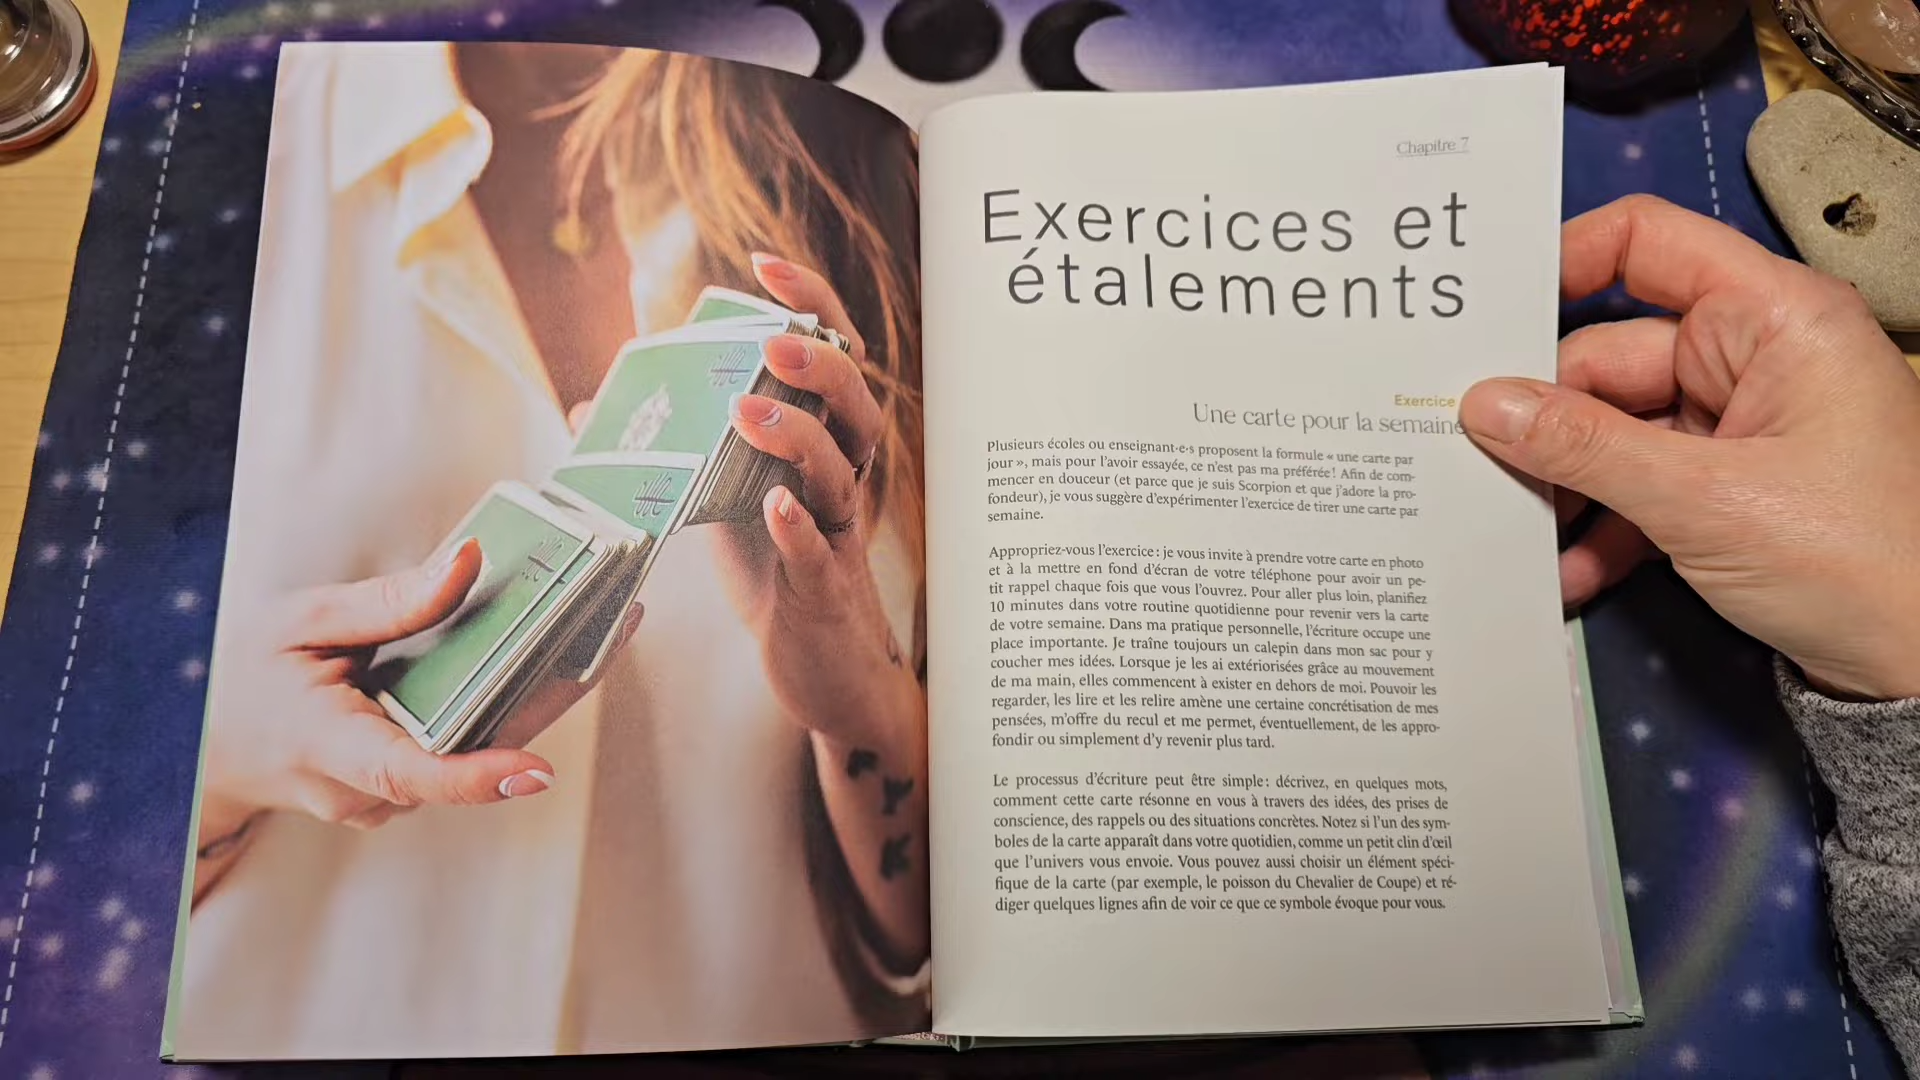 Chapitre 7
Exercices et
étalements
Exercice
Une carte pour la semaine
Plusieurs écoles ou enseignant·e·s proposent la formule « une carte par
jour », mais pour l'avoir essayée, ce n'est pas ma préférée! Afin de com-
mencer en douceur (et parce que je suis Scorpion et que j'adore la pro-
fondeur), je vous suggère d'expérimenter l'exercice de tirer une carte par
semaine.
Appropriez-vous l'exercice : je vous invite à prendre votre carte en photo
et à la mettre en fond d'écran de votre téléphone pour avoir un pe-
tit rappel chaque fois que vous l'ouvrez. Pour aller plus loin, planifiez
10 minutes dans votre routine quotidienne pour revenir vers la carte
de votre semaine. Dans ma pratique personnelle, l'écriture occupe une
place importante. Je traîne toujours un calepin dans mon sac pour y
coucher mes idées. Lorsque je les ai extériorisées grâce au mouvement
de ma main, elles commencent à exister en dehors de moi. Pouvoir les
regarder, les lire et les relire amène une certaine concrétisation de mes
pensées, m'offre du recul et me permet, éventuellement, de les appro-
fondir ou simplement d'y revenir plus tard.
Le processus d'écriture peut être simple : décrivez, en quelques mots,
comment cette carte résonne en vous à travers des idées, des prises de
conscience, des rappels ou des situations concrètes. Notez si l'un des sym-
boles de la carte apparaît dans votre quotidien, comme un petit clin d'œil
que l'univers vous envoie. Vous pouvez aussi choisir un élément spéci-
fique de la carte (par exemple, le poisson du Chevalier de Coupe) et ré-
diger quelques lignes afin de voir ce que ce symbole évoque pour vous.